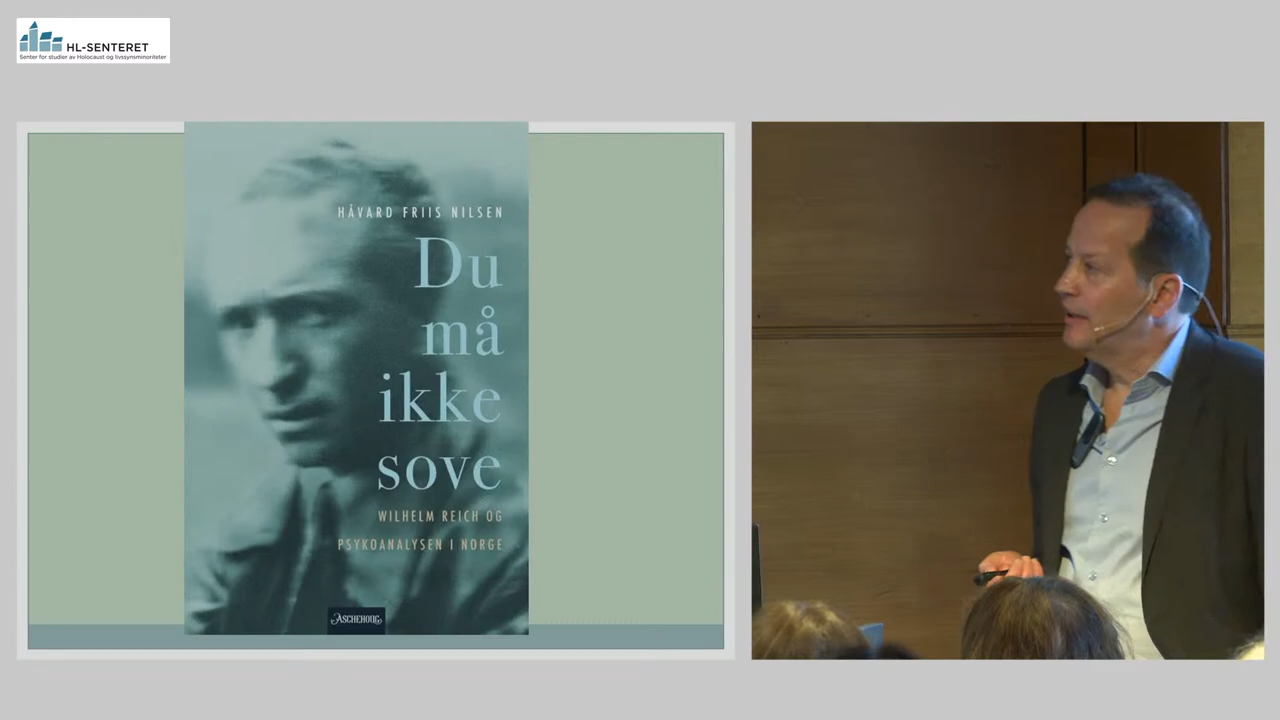 HL-SENTERET
Senter for studier av Holocaust og livssynsminoriteter
HÅVARD FRIIS NILSEN
Du
må
ikke
sove
WILHELM REICH OG
PSYKOANALYSEN I NORGE
ASCHEHOUG